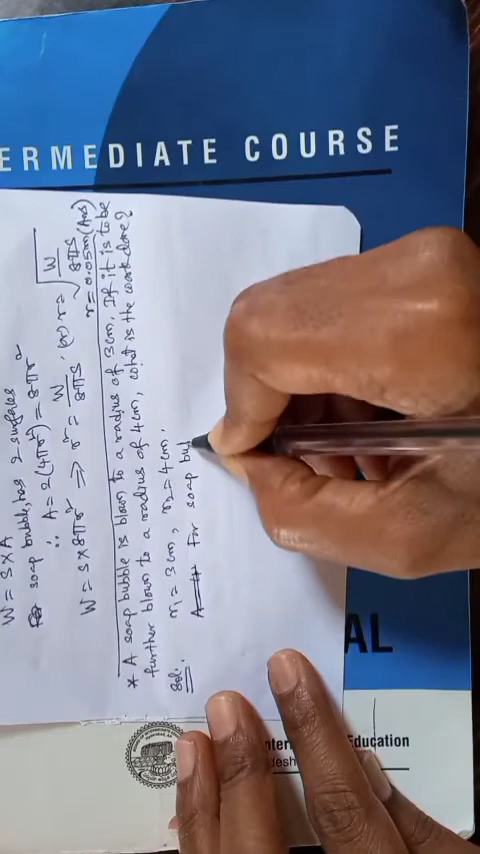 ERMEDIATE COURSE
W = S X A
soap bubble, has 2 surfaces
∴ A = 2(4πr²) = 8πr²
W = S X 8πr² ⇒ r² = W/8πS (or) r = √W/8πS
r = 0.05m (Ans)
* A soap bubble is blown to a radius of 3cm, If it is to be
further blown to a radius of 4cm, what is the work done?
Sol. r₁ = 3cm, r₂ = 4cm,
For soap bub
AL
Education
desh